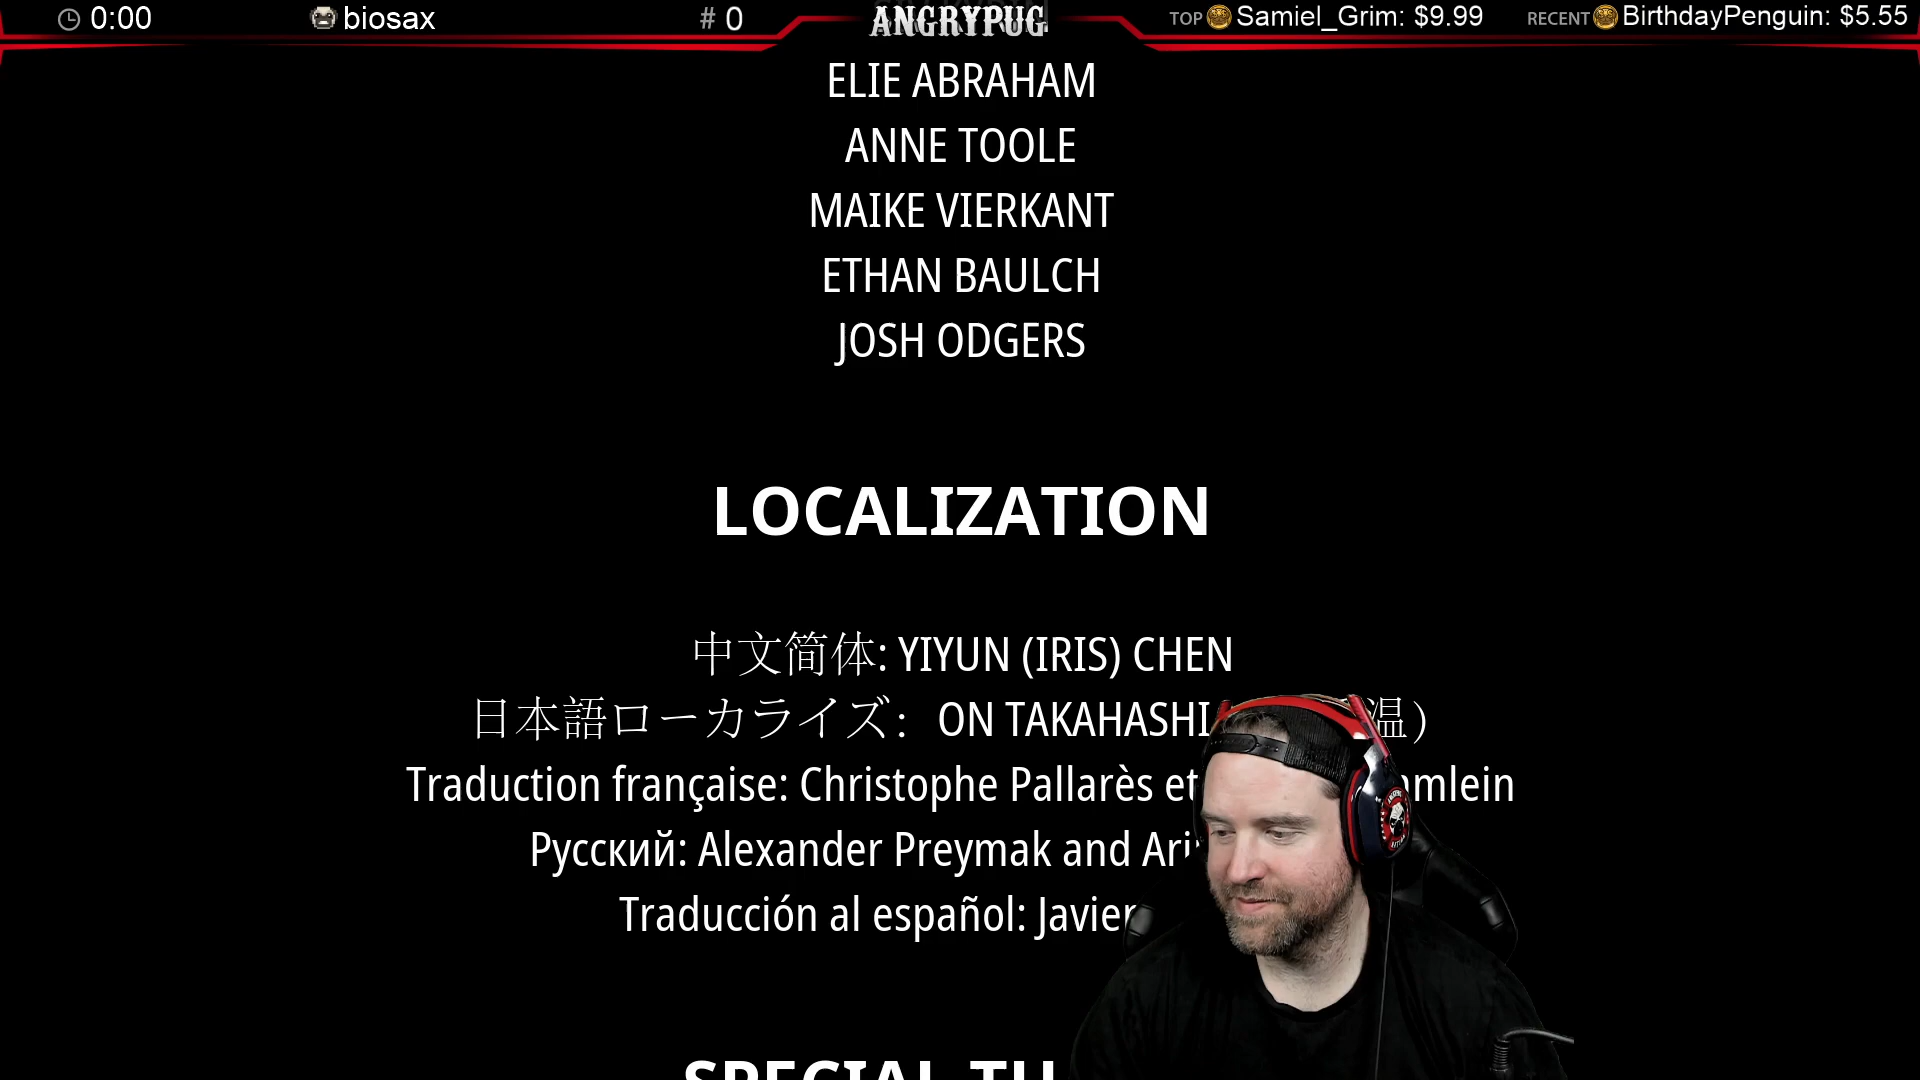 0:00 biosax # 0 ANGRYPUG TOP Samiel_Grim: $9.99 RECENT BirthdayPenguin: $5.55
ELIE ABRAHAM
ANNE TOOLE
MAIKE VIERKANT
ETHAN BAULCH
JOSH ODGERS
LOCALIZATION
中文简体: YIYUN (IRIS) CHEN
日本語ローカライズ： ON TAKAHASHI 温）
Traduction française: Christophe Pallarès et
Русский: Alexander Preymak and
Traducción al español: Javier
SPECIAL